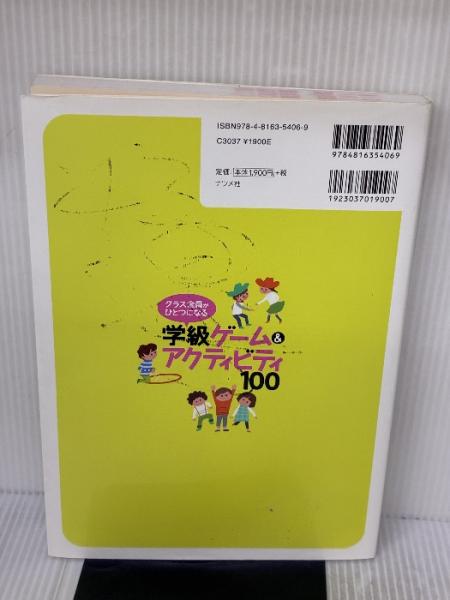 ISBN978-4-8163-5406-9
C3037 ¥1900E
定価 本体1,900円+税
ナツメ社
9784816354069
1923037019007
クラス全員が
ひとつになる
学級ゲーム&
アクティビティ
100